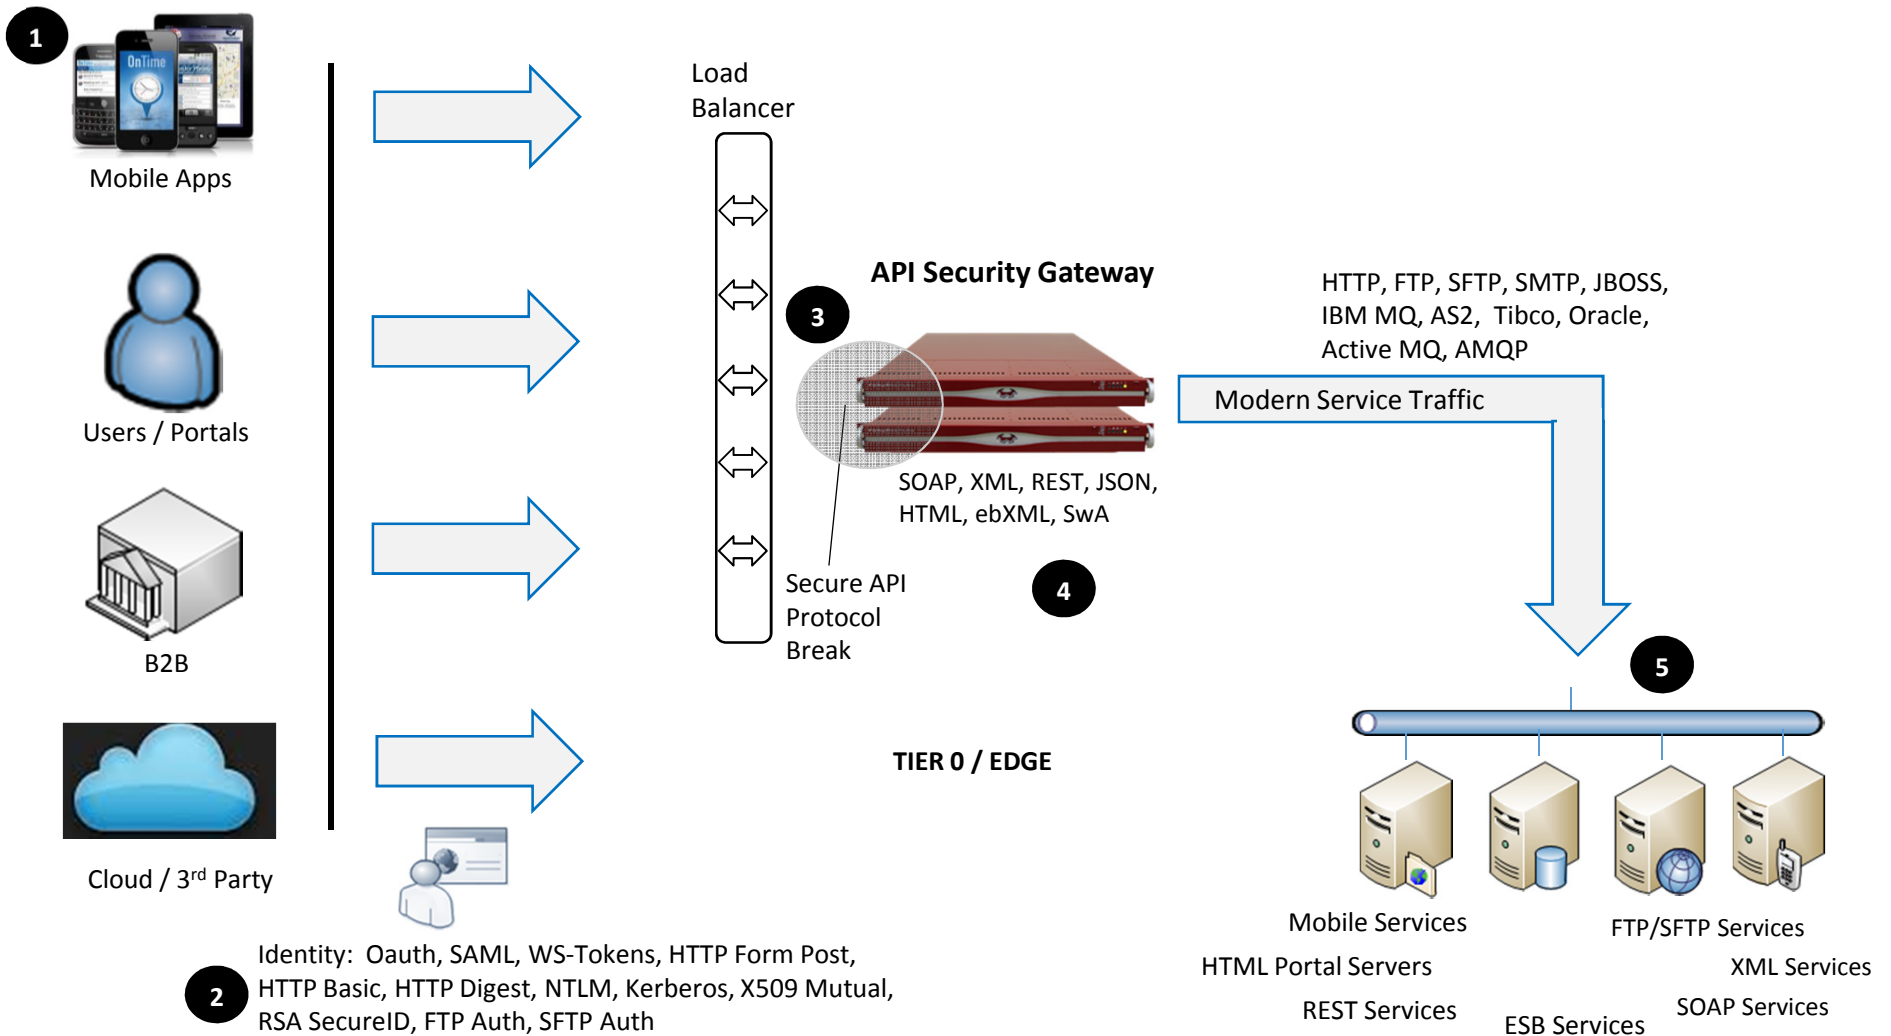 1
OnTime
Mobile Apps
Users / Portals
B2B
Cloud / 3rd Party
2
Identity:  Oauth, SAML, WS-Tokens, HTTP Form Post,
HTTP Basic, HTTP Digest, NTLM, Kerberos, X509 Mutual,
RSA SecureID, FTP Auth, SFTP Auth
Load
Balancer
3
API Security Gateway
SOAP, XML, REST, JSON,
HTML, ebXML, SwA
Secure API
Protocol
Break
4
TIER 0 / EDGE
HTTP, FTP, SFTP, SMTP, JBOSS,
IBM MQ, AS2,  Tibco, Oracle,
Active MQ, AMQP
Modern Service Traffic
5
Mobile Services
FTP/SFTP Services
HTML Portal Servers
XML Services
REST Services
SOAP Services
ESB Services